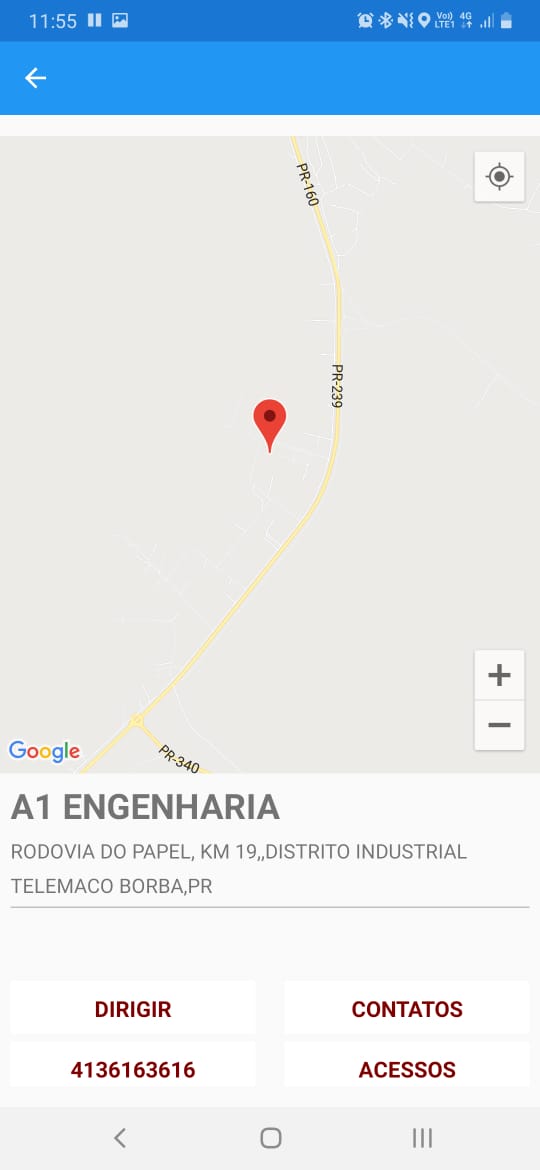 11:55
Vo)) 4G
LTE1
PR-160
PR-239
PR-340
Google
A1 ENGENHARIA
RODOVIA DO PAPEL, KM 19,,DISTRITO INDUSTRIAL
TELEMACO BORBA,PR
DIRIGIR CONTATOS
4136163616 ACESSOS